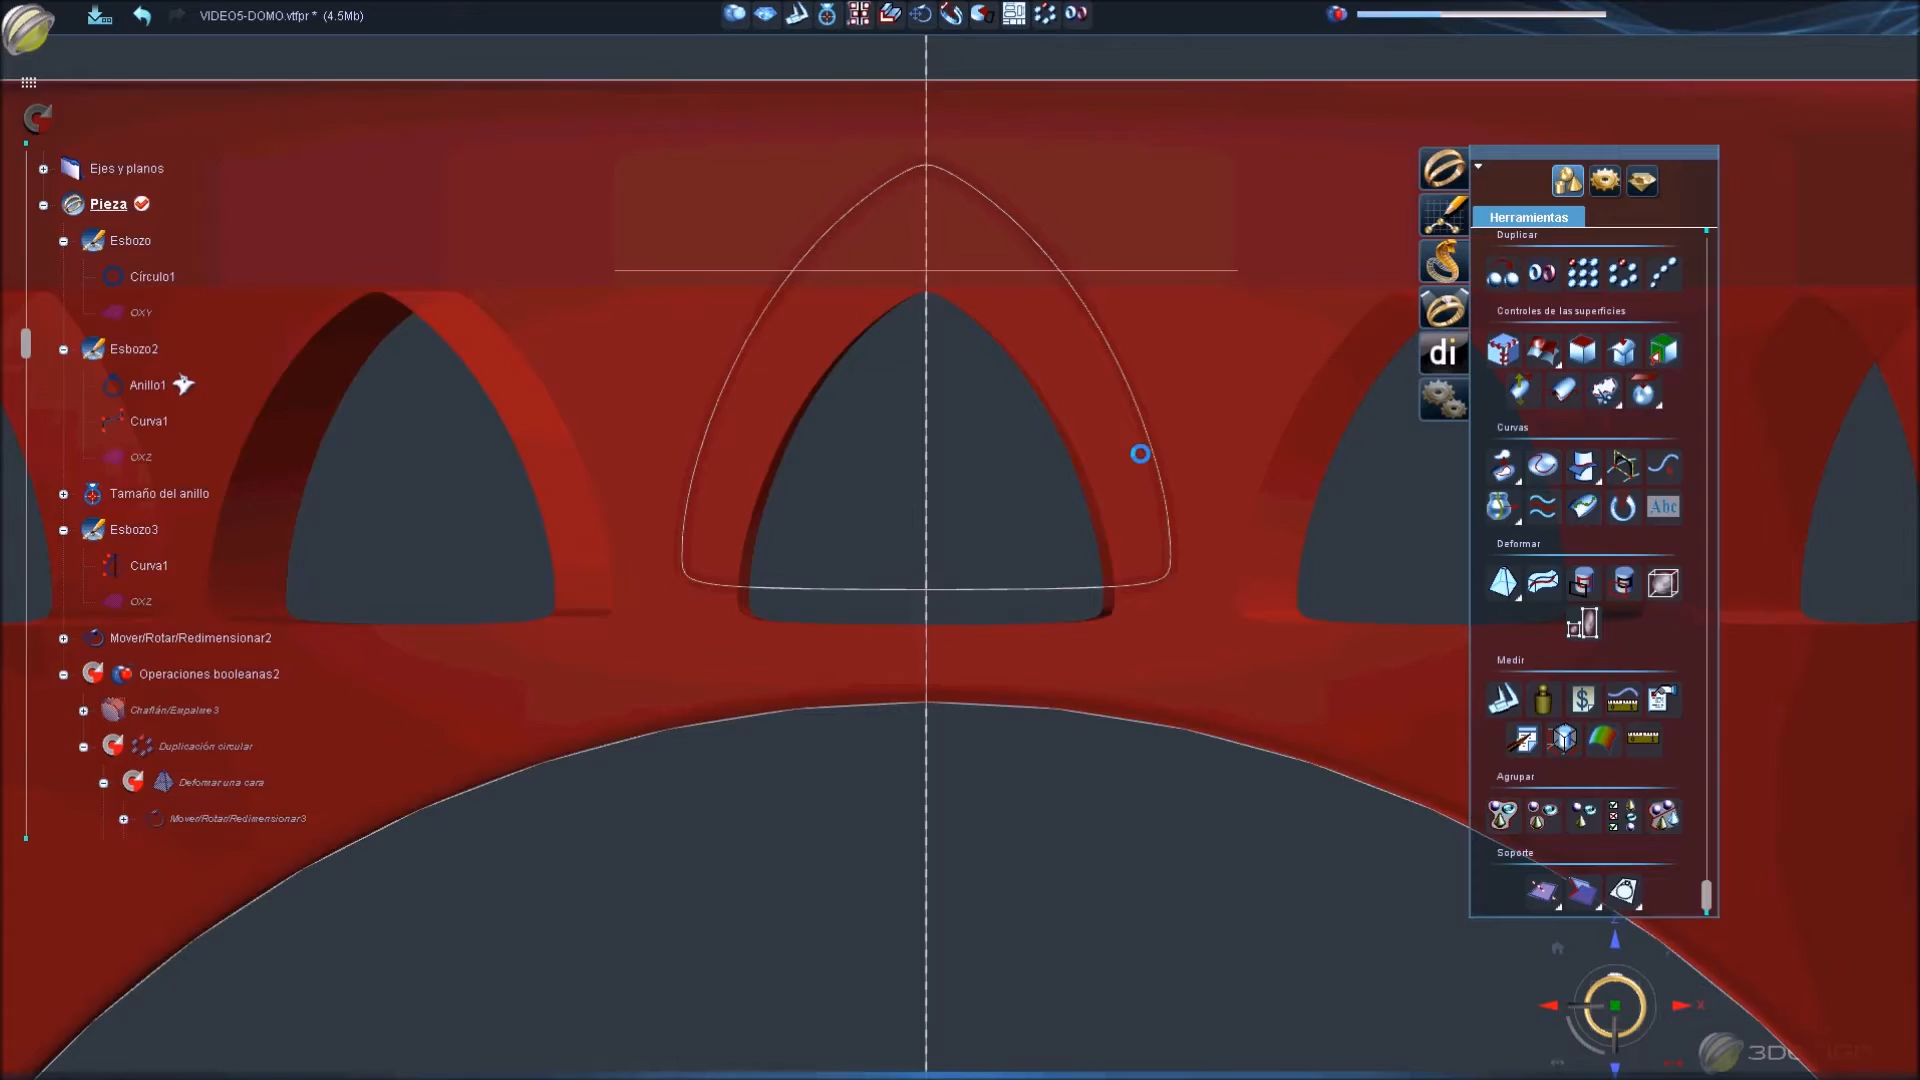 VIDEO5-DOMO.vtfpr * (4.5Mb)
Ejes y planos
Pieza
Esbozo
Círculo1
OXY
Esbozo2
Anillo1
Curva1
OXZ
Tamaño del anillo
Esbozo3
Curva1
OXZ
Mover/Rotar/Redimensionar2
Operaciones booleanas2
Chaflán/Empalme3
Duplicación circular
Deformar una cara
Mover/Rotar/Redimensionar3
di
Herramientas
Duplicar
Controles de las superficies
Curvas
Abc
Deformar
Medir
$
Agrupar
Soporte
Z
X